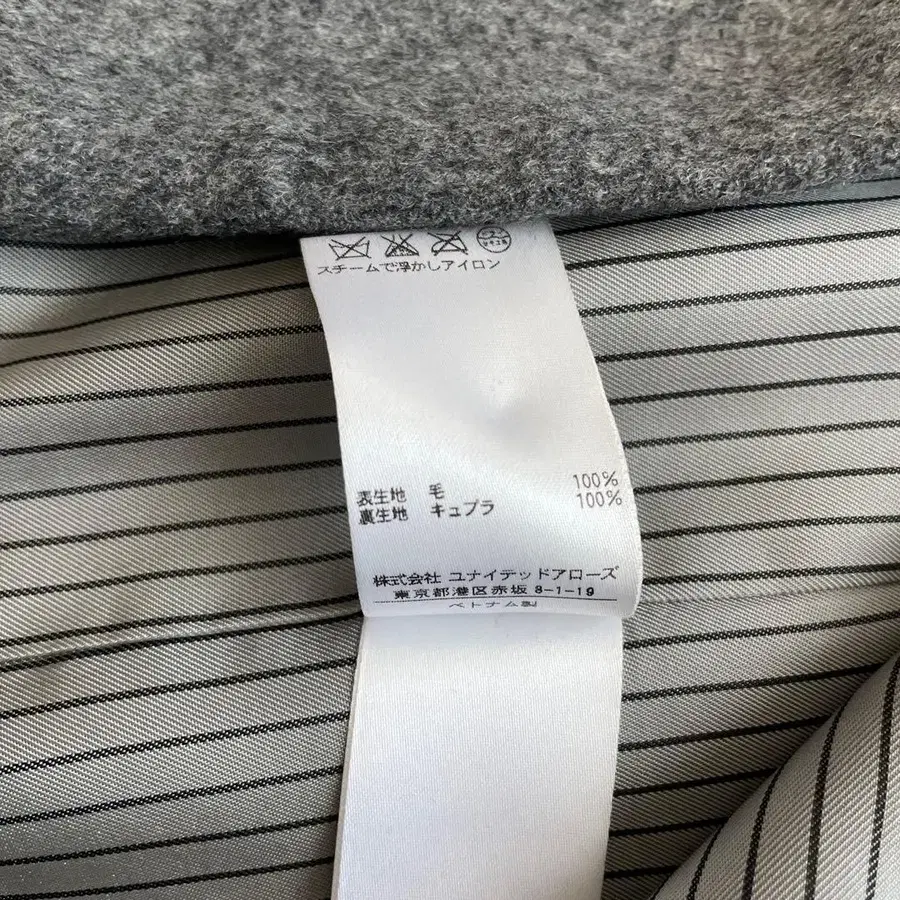 スチームで浮かしアイロン
表生地 毛 100%
裏生地 キュプラ 100%
株式会社 ユナイテッドアローズ
東京都港区赤坂 8-1-19
ベトナム製